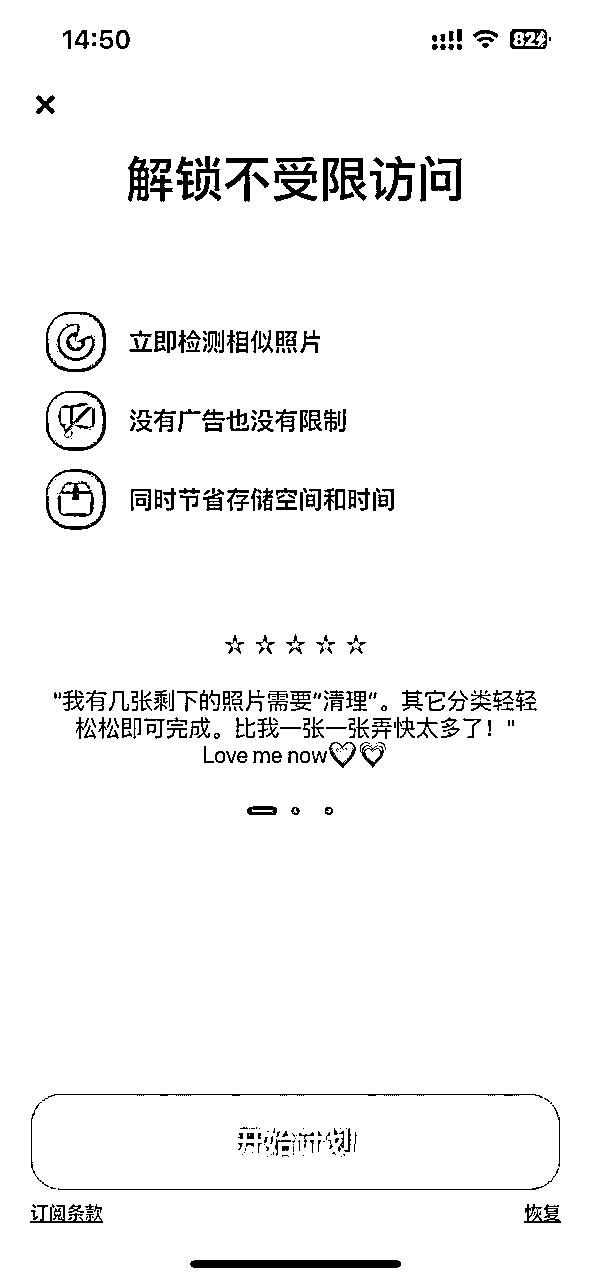 14:50
82
解锁不受限访问
立即检测相似照片
没有广告也没有限制
同时节省存储空间和时间
"我有几张剩下的照片需要"清理"。其它分类轻轻
松松即可完成。比我一张一张弄快太多了！"
Love me now
开始计划
订阅条款
恢复